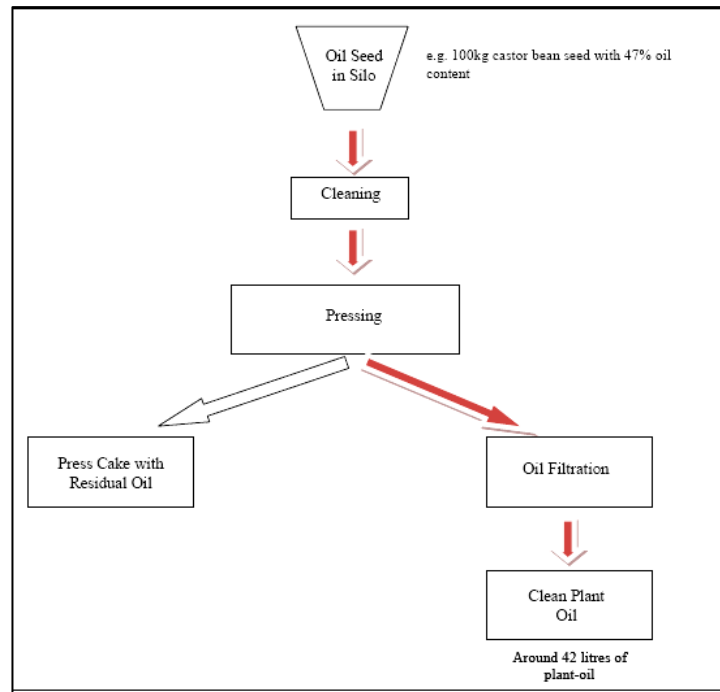 Oil Seed
in Silo
e.g. 100kg castor bean seed with 47% oil
content
Cleaning
Pressing
Press Cake with
Residual Oil
Oil Filtration
Clean Plant
Oil
Around 42 litres of
plant-oil